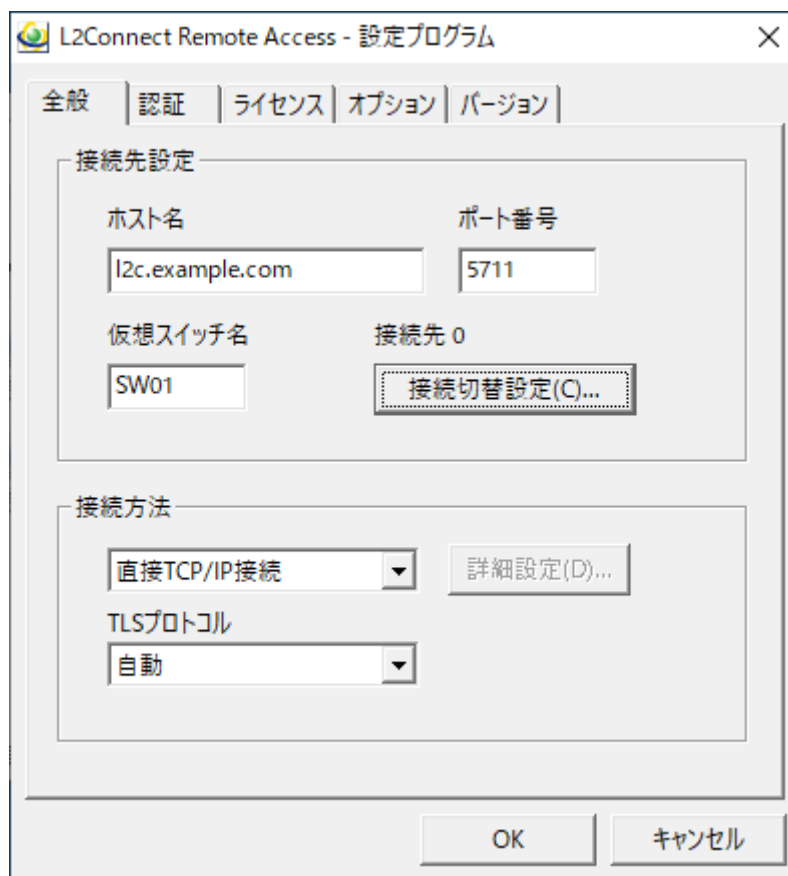 L2Connect Remote Access - 設定プログラム
全般 認証 ライセンス オプション バージョン
接続先設定
ホスト名 ポート番号
l2c.example.com 5711
仮想スイッチ名 接続先 0
SW01 接続切替設定(C)...
接続方法
直接TCP/IP接続 詳細設定(D)...
TLSプロトコル
自動
OK キャンセル